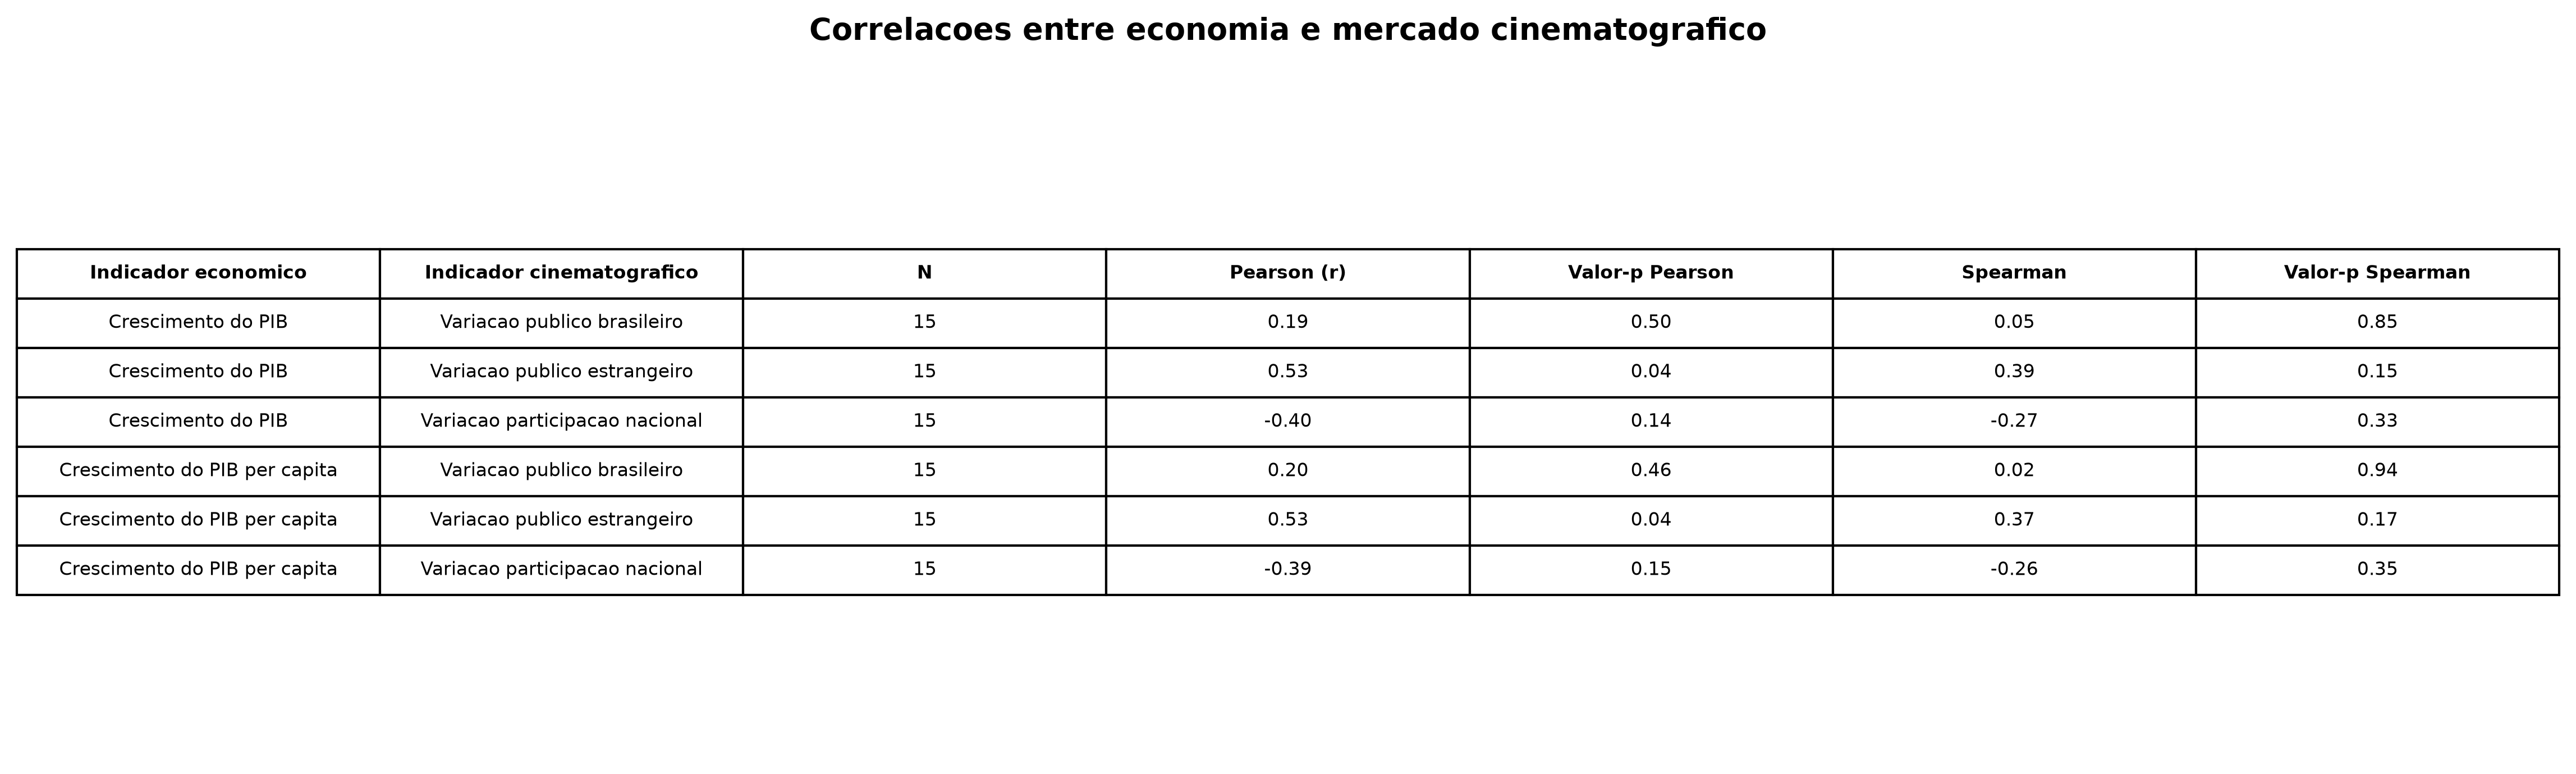 Correlacoes entre economia e mercado cinematografico
Indicador economico Indicador cinematografico N Pearson (r) Valor-p Pearson Spearman Valor-p Spearman
Crescimento do PIB Variacao publico brasileiro 15 0.19 0.50 0.05 0.85
Crescimento do PIB Variacao publico estrangeiro 15 0.53 0.04 0.39 0.15
Crescimento do PIB Variacao participacao nacional 15 -0.40 0.14 -0.27 0.33
Crescimento do PIB per capita Variacao publico brasileiro 15 0.20 0.46 0.02 0.94
Crescimento do PIB per capita Variacao publico estrangeiro 15 0.53 0.04 0.37 0.17
Crescimento do PIB per capita Variacao participacao nacional 15 -0.39 0.15 -0.26 0.35